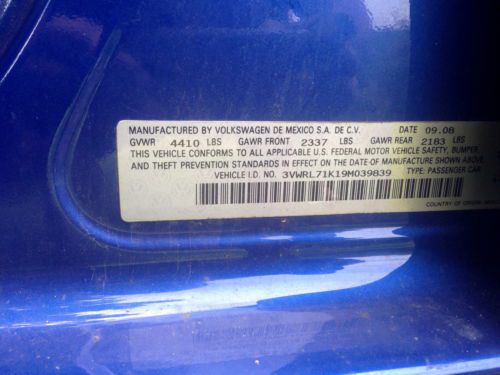 MANUFACTURED BY VOLKSWAGEN DE MEXICO S.A. DE C.V. DATE 09.08
GVWR 4410 LBS GAWR FRONT 2337 LBS GAWR REAR 2183 LBS
THIS VEHICLE CONFORMS TO ALL APPLICABLE U.S. FEDERAL MOTOR VEHICLE SAFETY, BUMPER,
AND THEFT PREVENTION STANDARDS IN EFFECT ON THE DATE OF MANUFACTURE SHOWN ABOVE.
VEHICLE I.D. NO. 3VWRL71K19M039839 TYPE: PASSENGER CAR
COUNTRY OF ORIGIN: